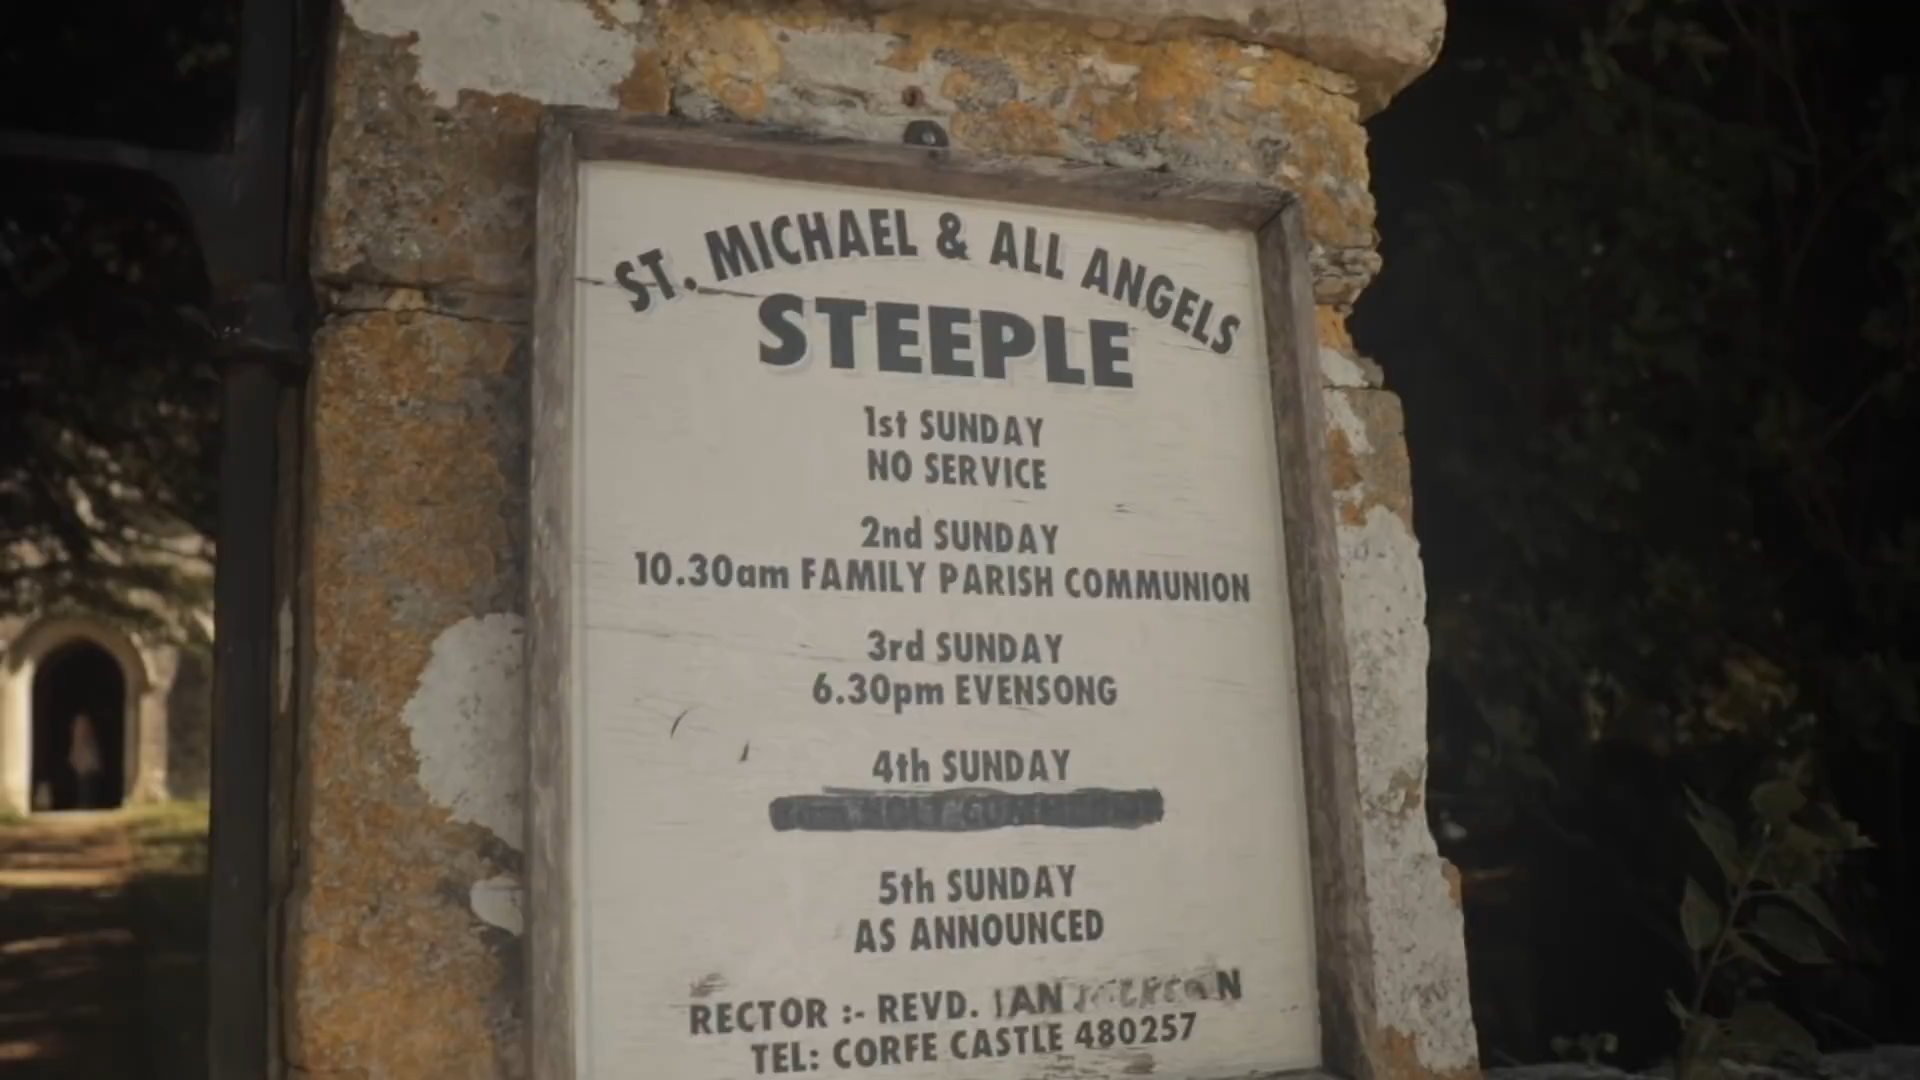 ST. MICHAEL & ALL ANGELS
STEEPLE
1st SUNDAY
NO SERVICE
2nd SUNDAY
10.30am FAMILY PARISH COMMUNION
3rd SUNDAY
6.30pm EVENSONG
4th SUNDAY
5th SUNDAY
AS ANNOUNCED
RECTOR :- REVD. IAN
TEL: CORFE CASTLE 480257